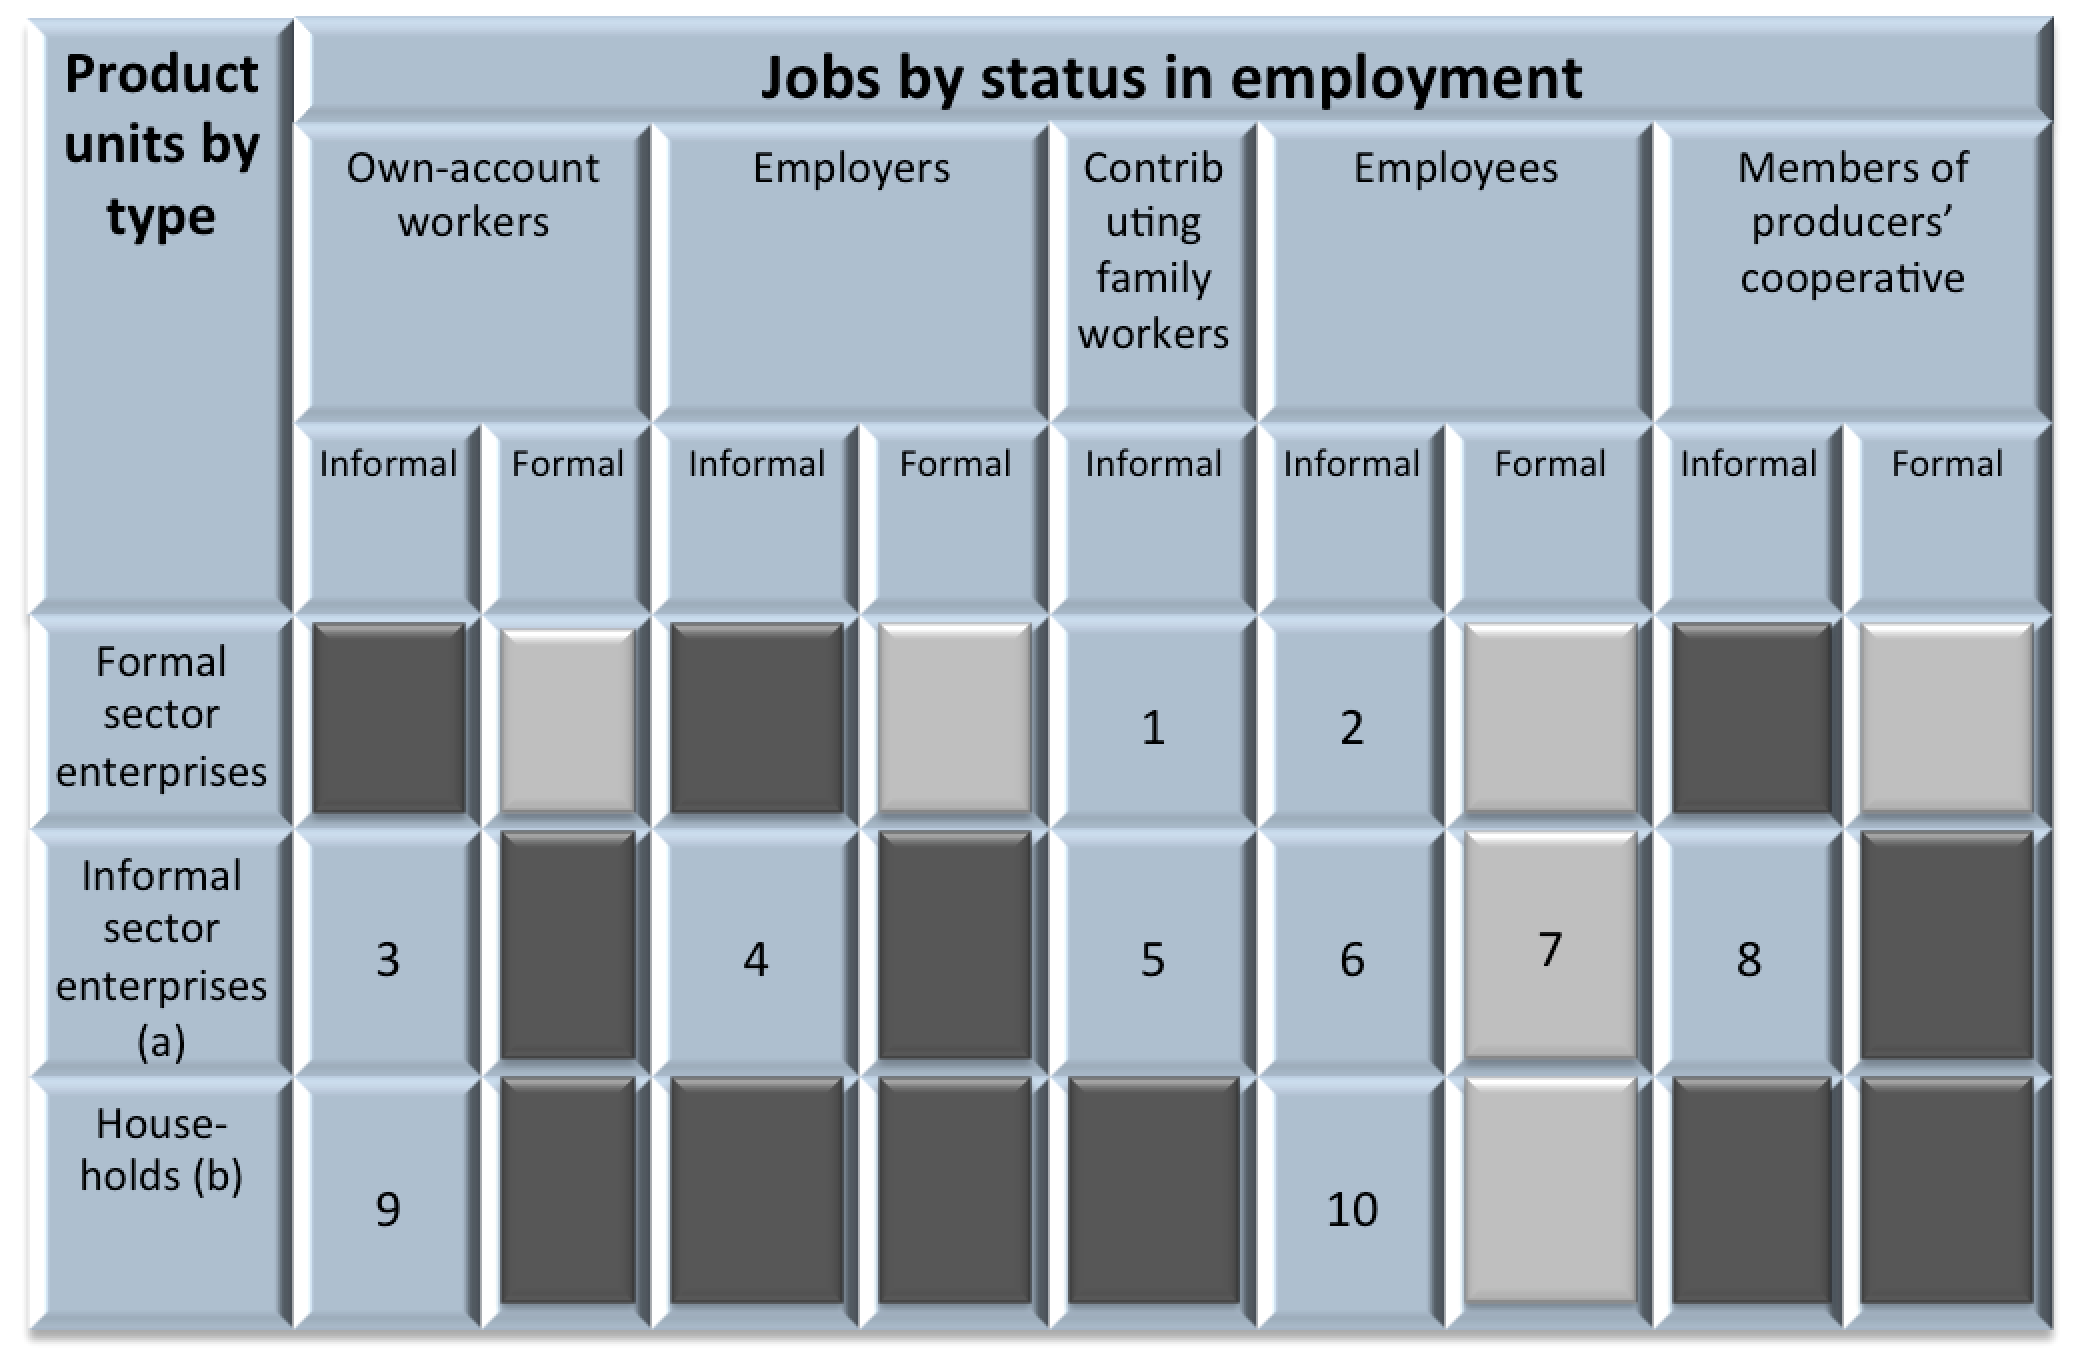 Product
units by
type
Jobs by status in employment
Own-account
workers
Employers
Contrib
uting
family
workers
Employees
Members of
producers’
cooperative
Informal
Formal
Informal
Formal
Informal
Informal
Formal
Informal
Formal
Formal
sector
enterprises
1
2
Informal
sector
enterprises
(a)
3
4
5
6
7
8
House-
holds (b)
9
10